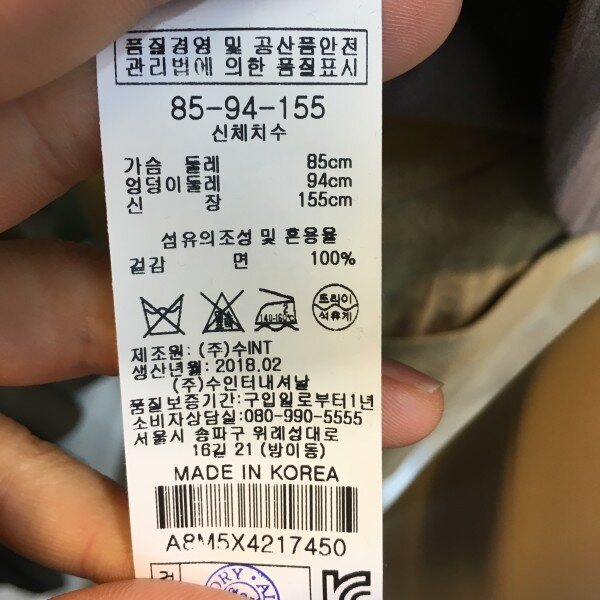 품질경영 및 공산품안전
관리법에 의한 품질표시
85-94-155
신체치수
가슴 둘레 85cm
엉덩이둘레 94cm
신 장 155cm
섬유의조성 및 혼용율
겉감 면 100%
드라이
석유계
제조원: (주)수INT
생산년월: 2018.02
(주)수인터내셔날
품질보증기간:구입일로부터1년
소비자상담실:080-990-5555
서울시 송파구 위례성대로
16길 21 (방이동)
MADE IN KOREA
A8M5X4217450